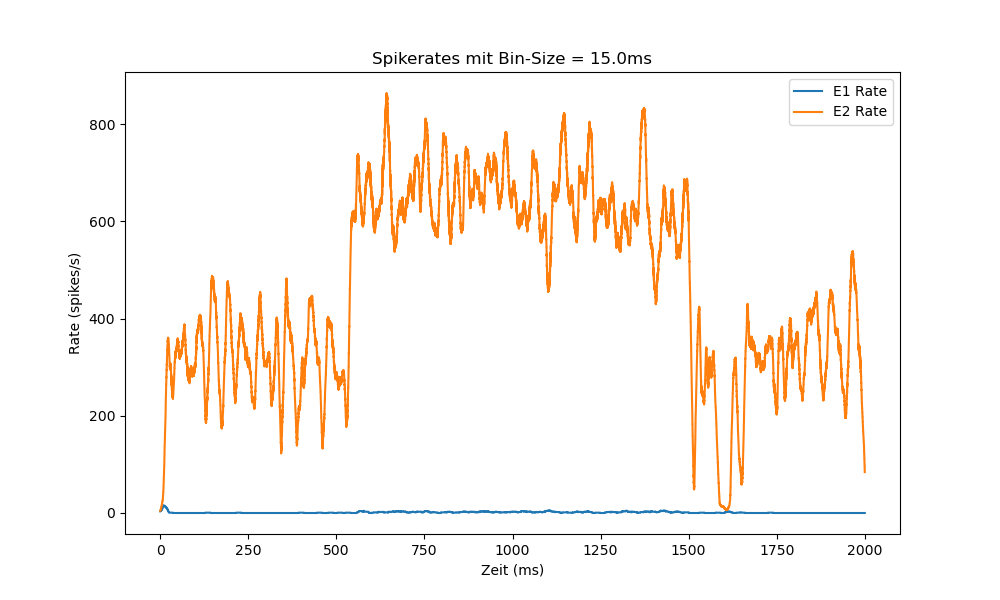 Spikerates mit Bin-Size = 15.0ms
E1 Rate
E2 Rate
800
600
400
200
0
Rate (spikes/s)
0 250 500 750 1000 1250 1500 1750 2000
Zeit (ms)